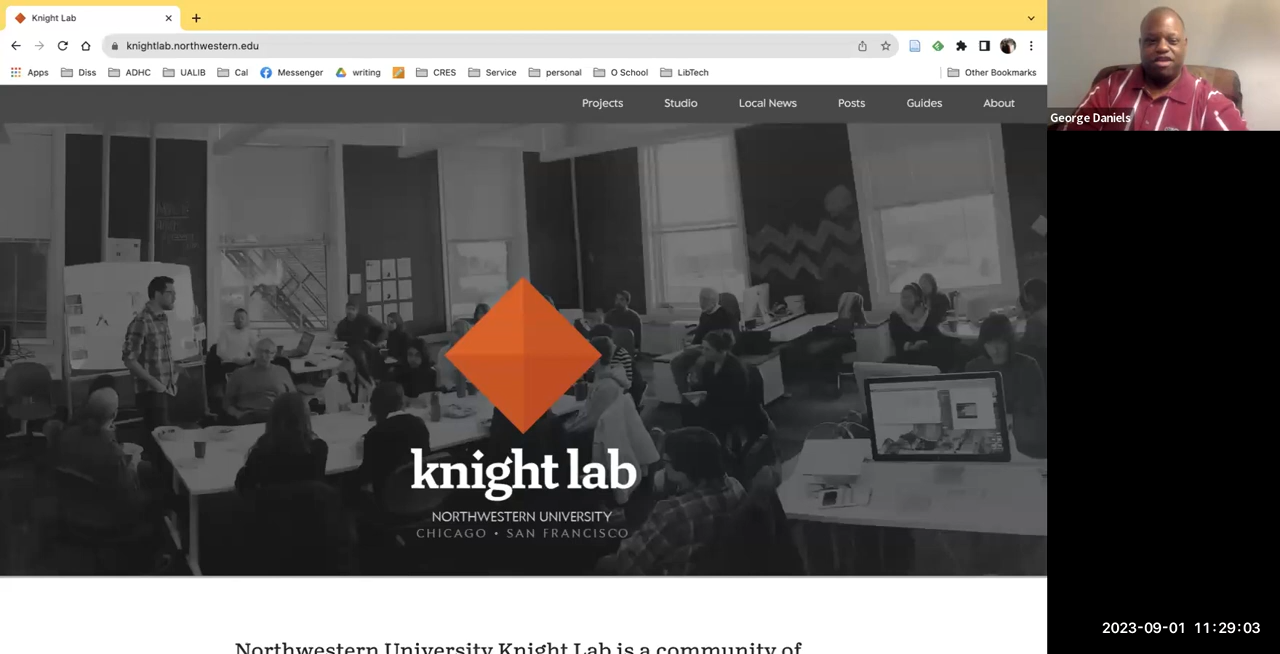 Knight Lab
knightlab.northwestern.edu
Apps Diss ADHC UALIB Cal Messenger writing CRES Service personal O School LibTech Other Bookmarks
Projects Studio Local News Posts Guides About
George Daniels
knight lab
NORTHWESTERN UNIVERSITY
CHICAGO • SAN FRANCISCO
2023-09-01 11:29:03
Northwestern University Knight Lab is a community of